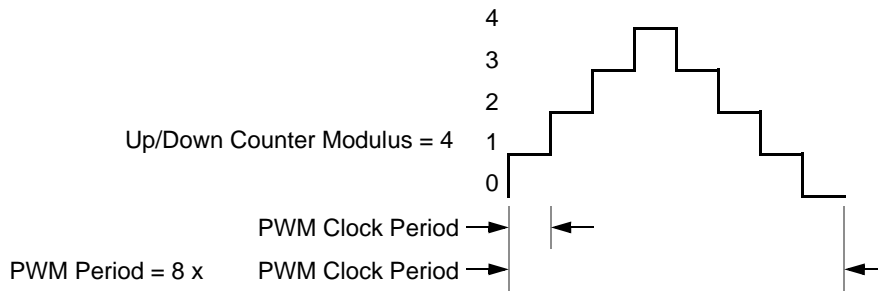 4
3
2
Up/Down Counter Modulus = 4 1
0
PWM Clock Period
PWM Period = 8 x PWM Clock Period